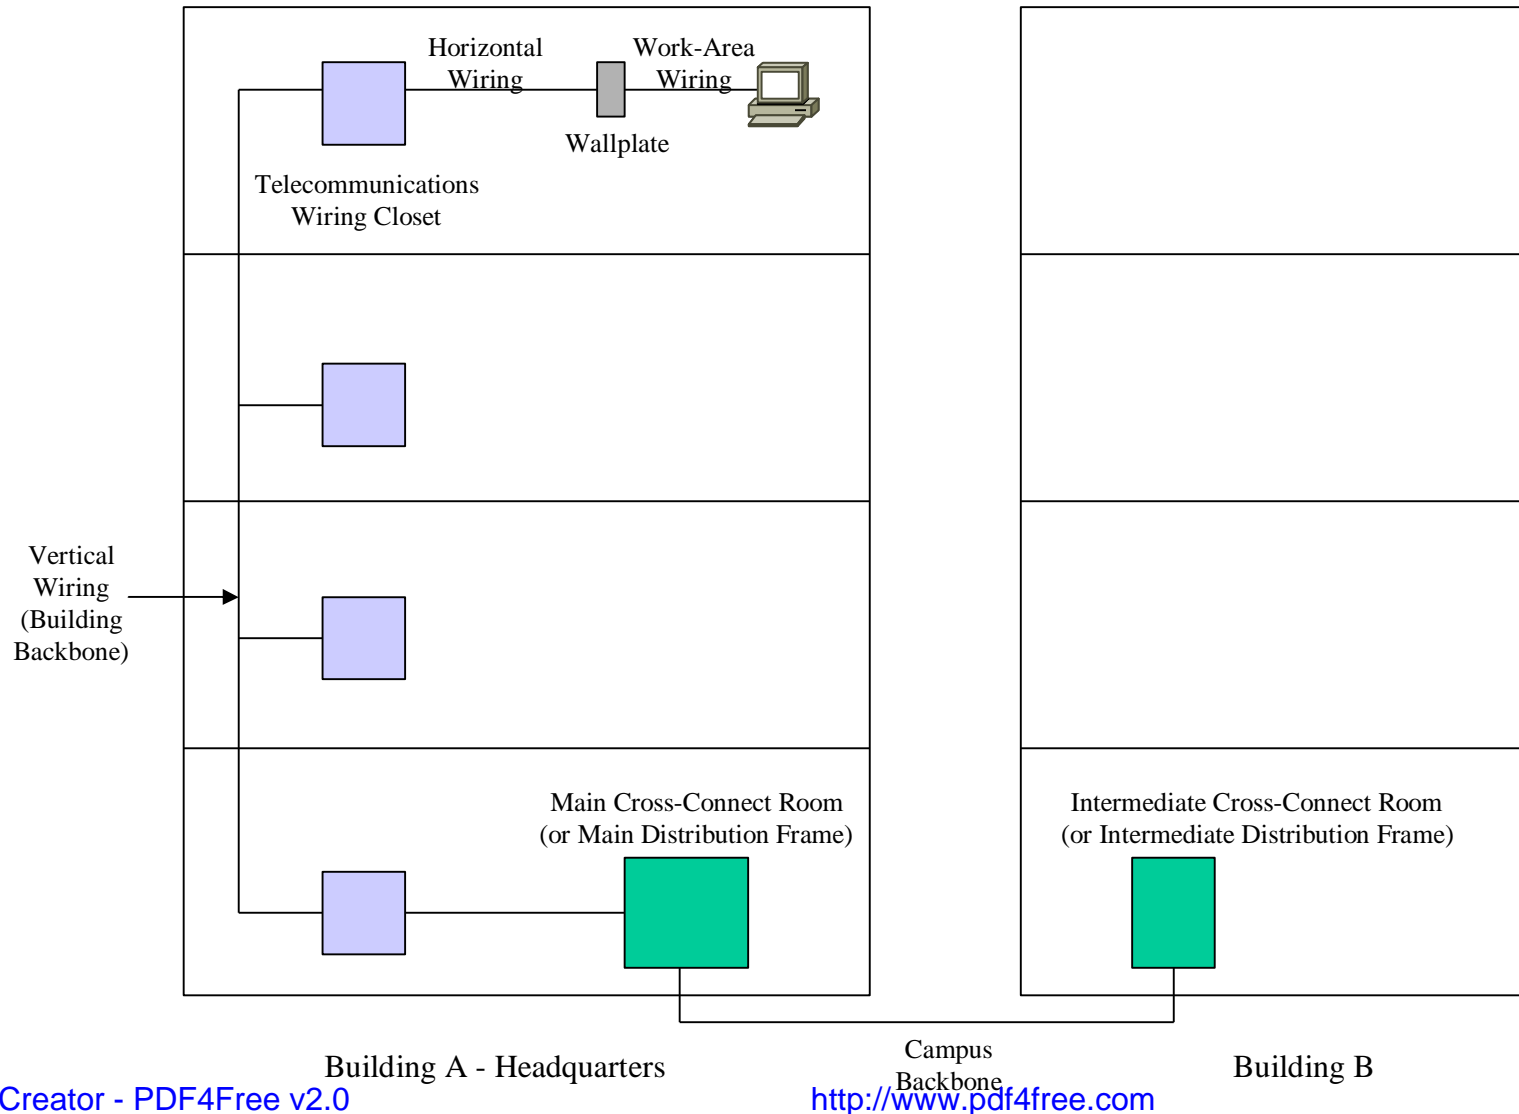 Horizontal
Wiring
Work-Area
Wiring
Wallplate
Telecommunications
Wiring Closet
Vertical
Wiring
(Building
Backbone)
Main Cross-Connect Room
(or Main Distribution Frame)
Intermediate Cross-Connect Room
(or Intermediate Distribution Frame)
Campus
Backbone
Building A - Headquarters
Building B
Creator - PDF4Free v2.0
http://www.pdf4free.com